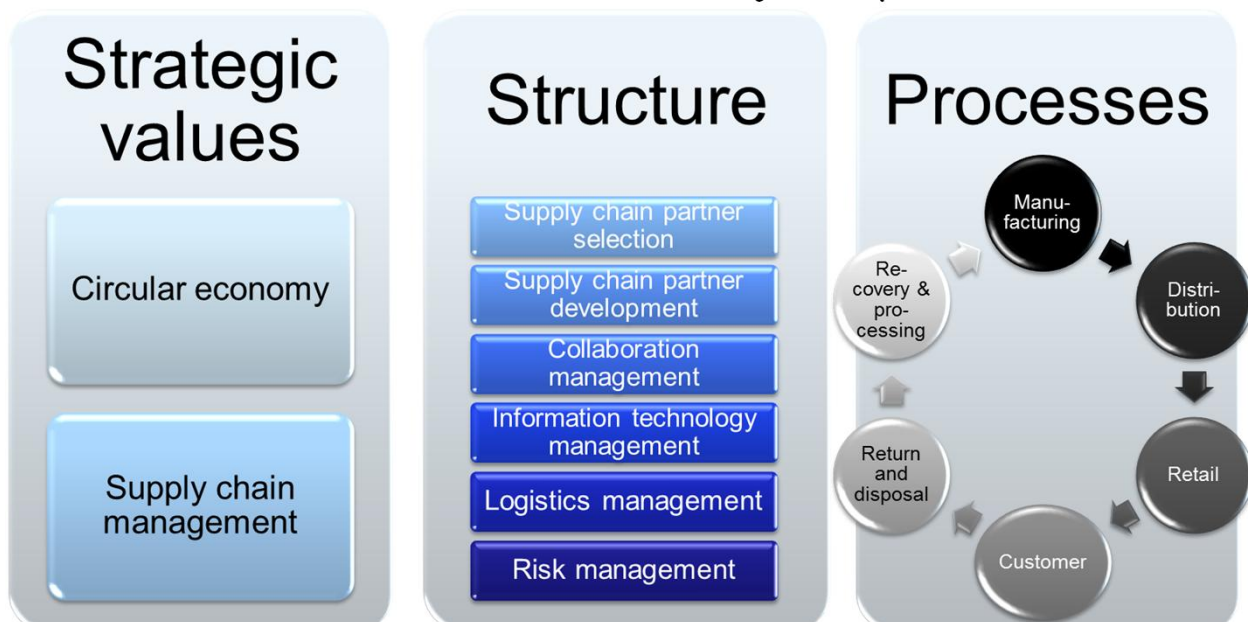 Strategic
values
Circular economy
Supply chain
management
Structure
Supply chain partner
selection
Supply chain partner
development
Collaboration
management
Information technology
management
Logistics management
Risk management
Processes
Manu-
facturing
Distri-
bution
Retail
Customer
Return
and
disposal
Re-
covery &
pro-
cessing